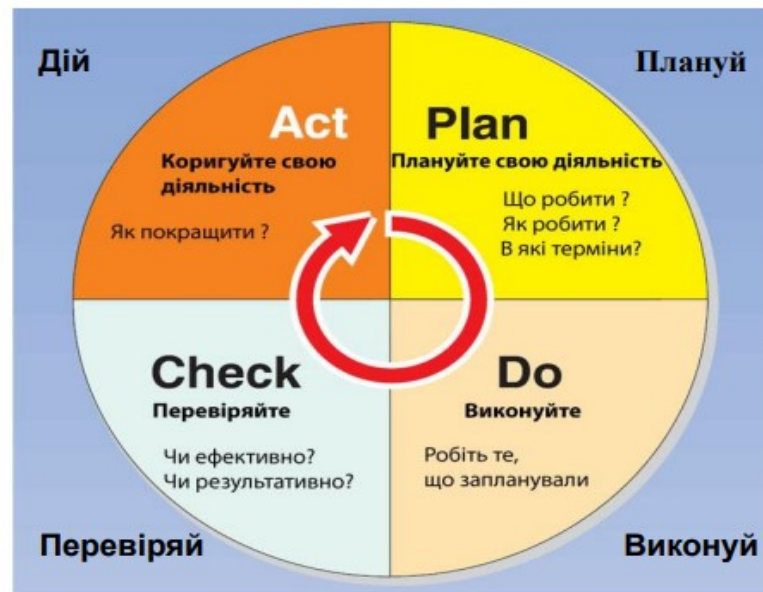 Дій
Плануй
Act
Коригуйте свою
діяльність
Як покращити ?
Plan
Плануйте свою діяльність
Що робити ?
Як робити ?
В які терміни?
Check
Перевіряйте
Чи ефективно?
Чи результативно?
Do
Виконуйте
Робіть те,
що запланували
Перевіряй
Виконуй